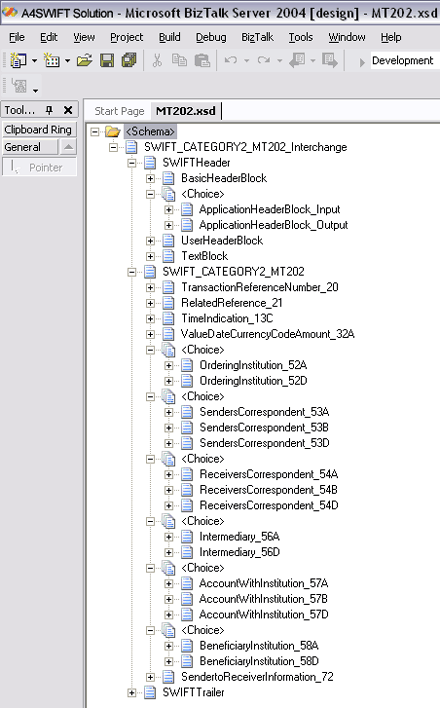 A4SWIFT Solution - Microsoft BizTalk Server 2004 [design] - MT202.xsd
File Edit View Project Build Debug BizTalk Tools Window Help
Development
Tool...
Start Page MT202.xsd
Clipboard Ring
General
Pointer
<Schema>
SWIFT_CATEGORY2_MT202_Interchange
SWIFTHeader
BasicHeaderBlock
<Choice>
ApplicationHeaderBlock_Input
ApplicationHeaderBlock_Output
UserHeaderBlock
TextBlock
SWIFT_CATEGORY2_MT202
TransactionReferenceNumber_20
RelatedReference_21
TimeIndication_13C
ValueDateCurrencyCodeAmount_32A
<Choice>
OrderingInstitution_52A
OrderingInstitution_52D
<Choice>
SendersCorrespondent_53A
SendersCorrespondent_53B
SendersCorrespondent_53D
<Choice>
ReceiversCorrespondent_54A
ReceiversCorrespondent_54B
ReceiversCorrespondent_54D
<Choice>
Intermediary_56A
Intermediary_56D
<Choice>
AccountWithInstitution_57A
AccountWithInstitution_57B
AccountWithInstitution_57D
<Choice>
BeneficiaryInstitution_58A
BeneficiaryInstitution_58D
SendertoReceiverInformation_72
SWIFTTrailer